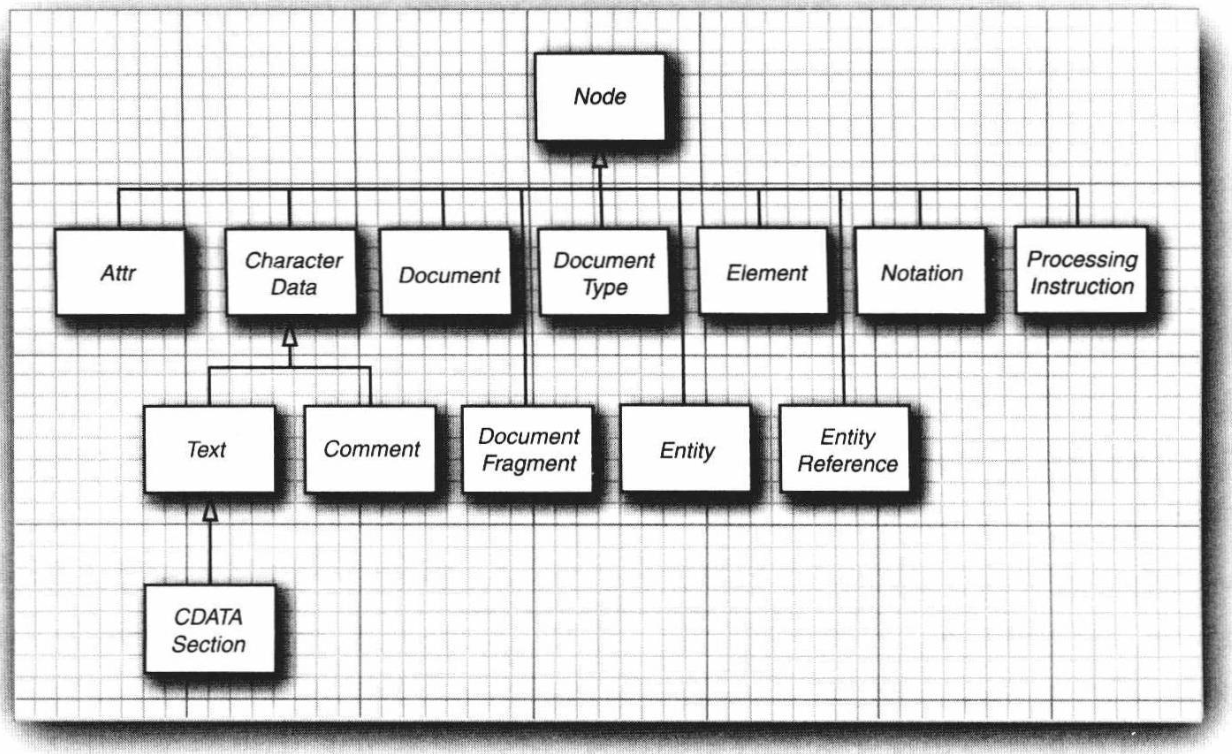 Node
Attr
Character
Data
Document
Document
Type
Element
Notation
Processing
Instruction
Text
Comment
Document
Fragment
Entity
Entity
Reference
CDATA
Section